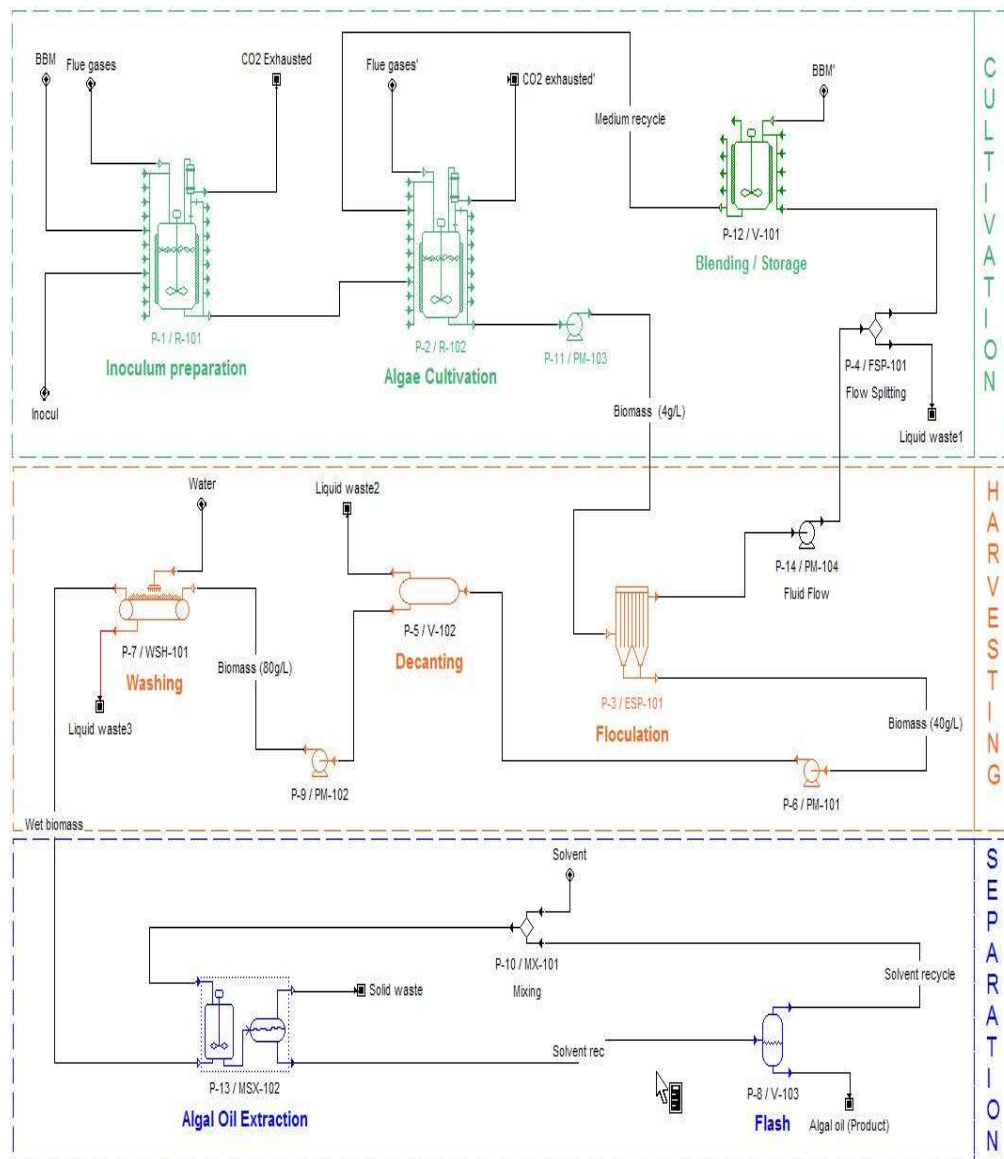 BBM
Flue gases
CO2 Exhausted
Flue gases'
CO2 exhausted'
Medium recycle
BBM'
P-12 / V-101
Blending / Storage
P-1 / R-101
Inoculum preparation
P-2 / R-102
Algae Cultivation
P-11 / PM-103
P-4 / FSP-101
Flow Splitting
Inocul
Biomass (4g/L)
Liquid waste1
CULTIVATION
Water
Liquid waste2
P-14 / PM-104
Fluid Flow
P-7 / WSH-101
Washing
Biomass (80g/L)
P-5 / V-102
Decanting
P-3 / ESP-101
Floculation
Liquid waste3
Biomass (40g/L)
P-9 / PM-102
P-6 / PM-101
Wet biomass
HARVESTING
Solvent
P-10 / MX-101
Mixing
Solvent recycle
Solid waste
Solvent rec
P-13 / MSX-102
Algal Oil Extraction
P-8 / V-103
Flash
Algal oil (Product)
SEPARATION